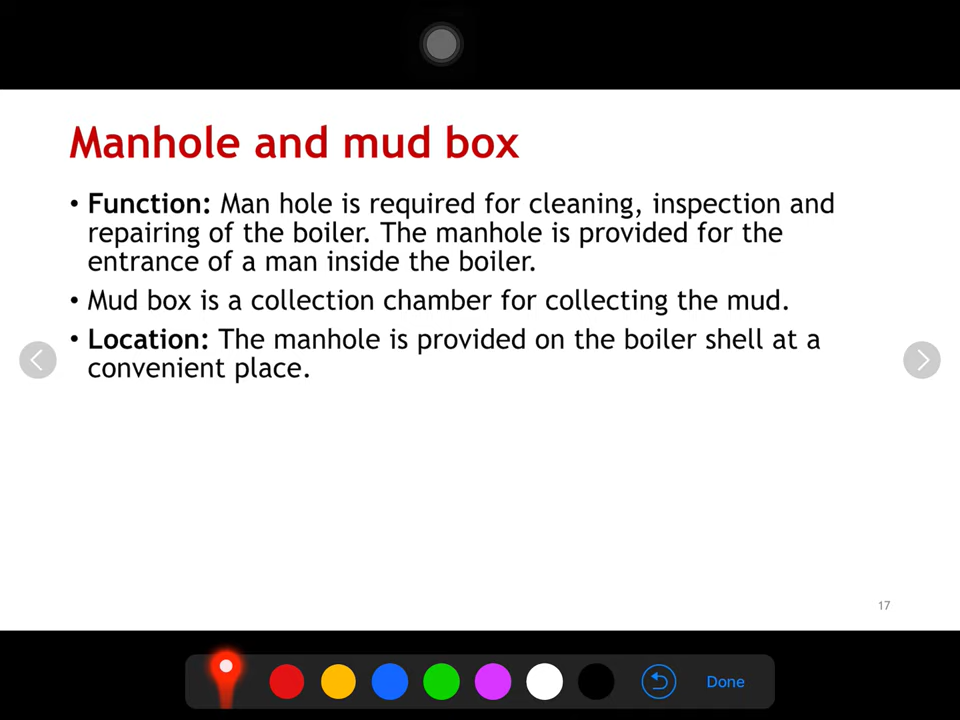 Manhole and mud box
• Function: Man hole is required for cleaning, inspection and
repairing of the boiler. The manhole is provided for the
entrance of a man inside the boiler.
• Mud box is a collection chamber for collecting the mud.
• Location: The manhole is provided on the boiler shell at a
convenient place.
17
Done